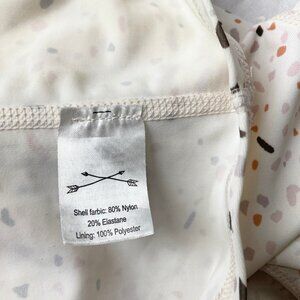 Shell farbic: 80% Nylon
20% Elastane
Lining: 100% Polyester